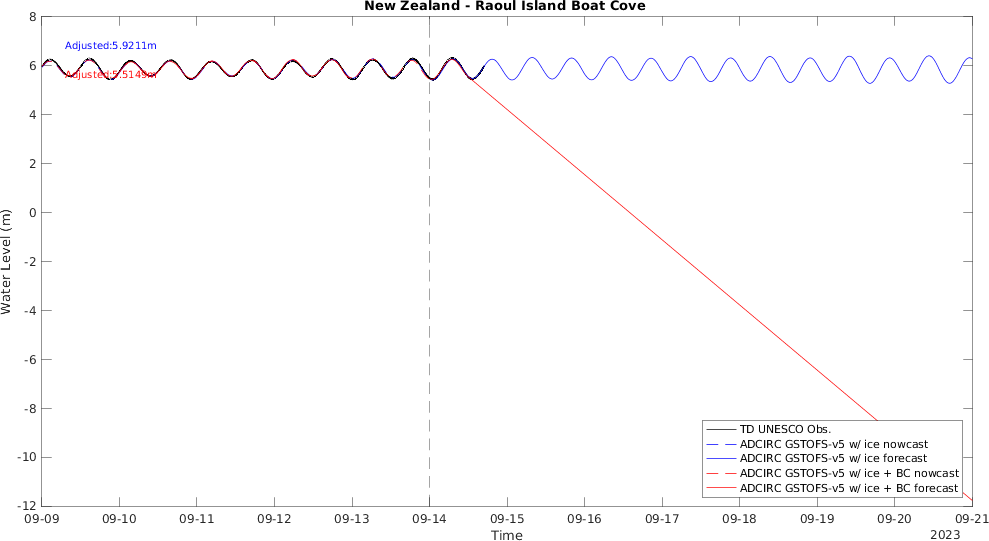 New Zealand - Raoul Island Boat Cove
8
6
4
2
0
-2
-4
-6
-8
-10
-12
Water Level (m)
Adjusted:5.9211m
Adjusted:5.5149m
TD UNESCO Obs.
ADCIRC GSTOFS-v5 w/ ice nowcast
ADCIRC GSTOFS-v5 w/ ice forecast
ADCIRC GSTOFS-v5 w/ ice + BC nowcast
ADCIRC GSTOFS-v5 w/ ice + BC forecast
09-09 09-10 09-11 09-12 09-13 09-14 09-15 09-16 09-17 09-18 09-19 09-20 09-21
Time
2023